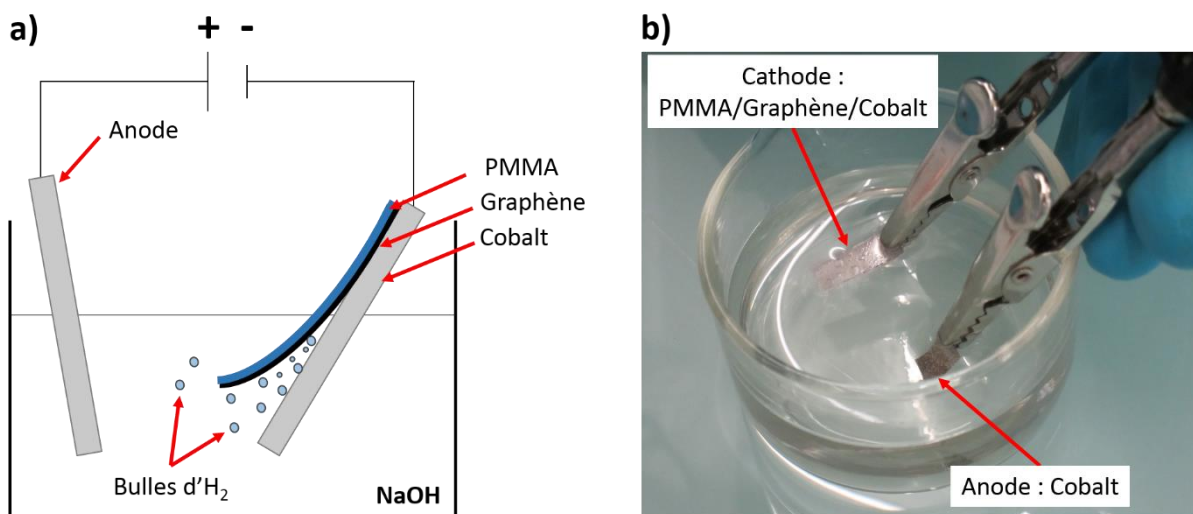 a)
+ -
Anode
PMMA
Graphène
Cobalt
Bulles d’H₂
NaOH
b)
Cathode :
PMMA/Graphène/Cobalt
Anode : Cobalt